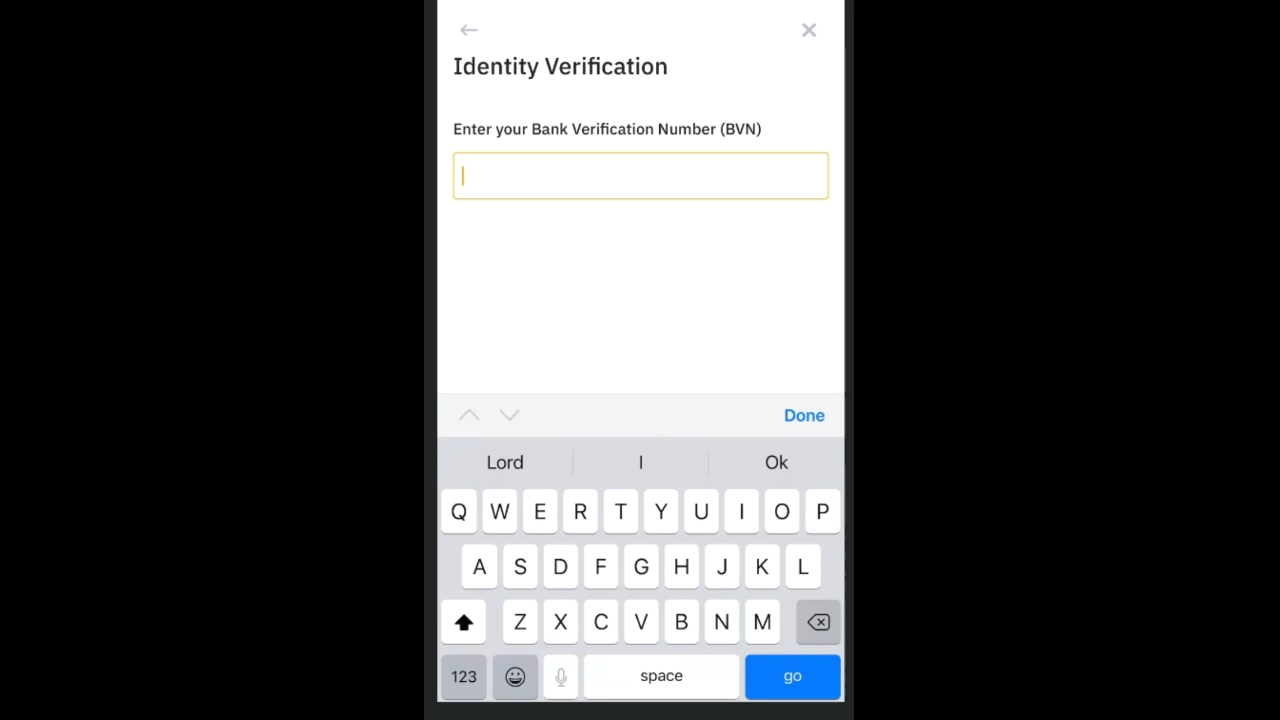 Identity Verification
Enter your Bank Verification Number (BVN)
Done
Lord I Ok
Q W E R T Y U I O P
A S D F G H J K L
Z X C V B N M
123 space go